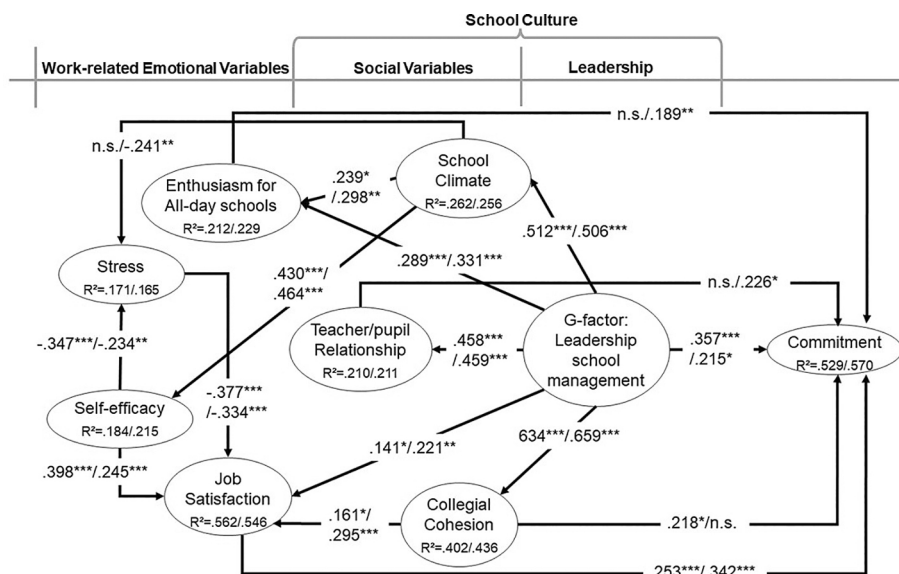 School Culture
Work-related Emotional Variables
Social Variables
Leadership
n.s./.189**
n.s./-.241**
School
Climate
R²=.262/.256
.239*
/.298**
Enthusiasm for
All-day schools
R²=.212/.229
.512***/.506***
.289***/.331***
Stress
R²=.171/.165
.430***/
.464***
n.s./.226*
Teacher/pupil
Relationship
R²=.210/.211
.458***
/.459***
G-factor:
Leadership
school
management
.357***
/.215*
Commitment
R²=.529/.570
-.347***/-.234**
-.377***
/-.334***
Self-efficacy
R²=.184/.215
.141*/.221**
634***/.659***
.398***/.245***
Job
Satisfaction
R²=.562/.546
.161*/
.295***
Collegial
Cohesion
R²=.402/.436
.218*/n.s.
.253***/.342***